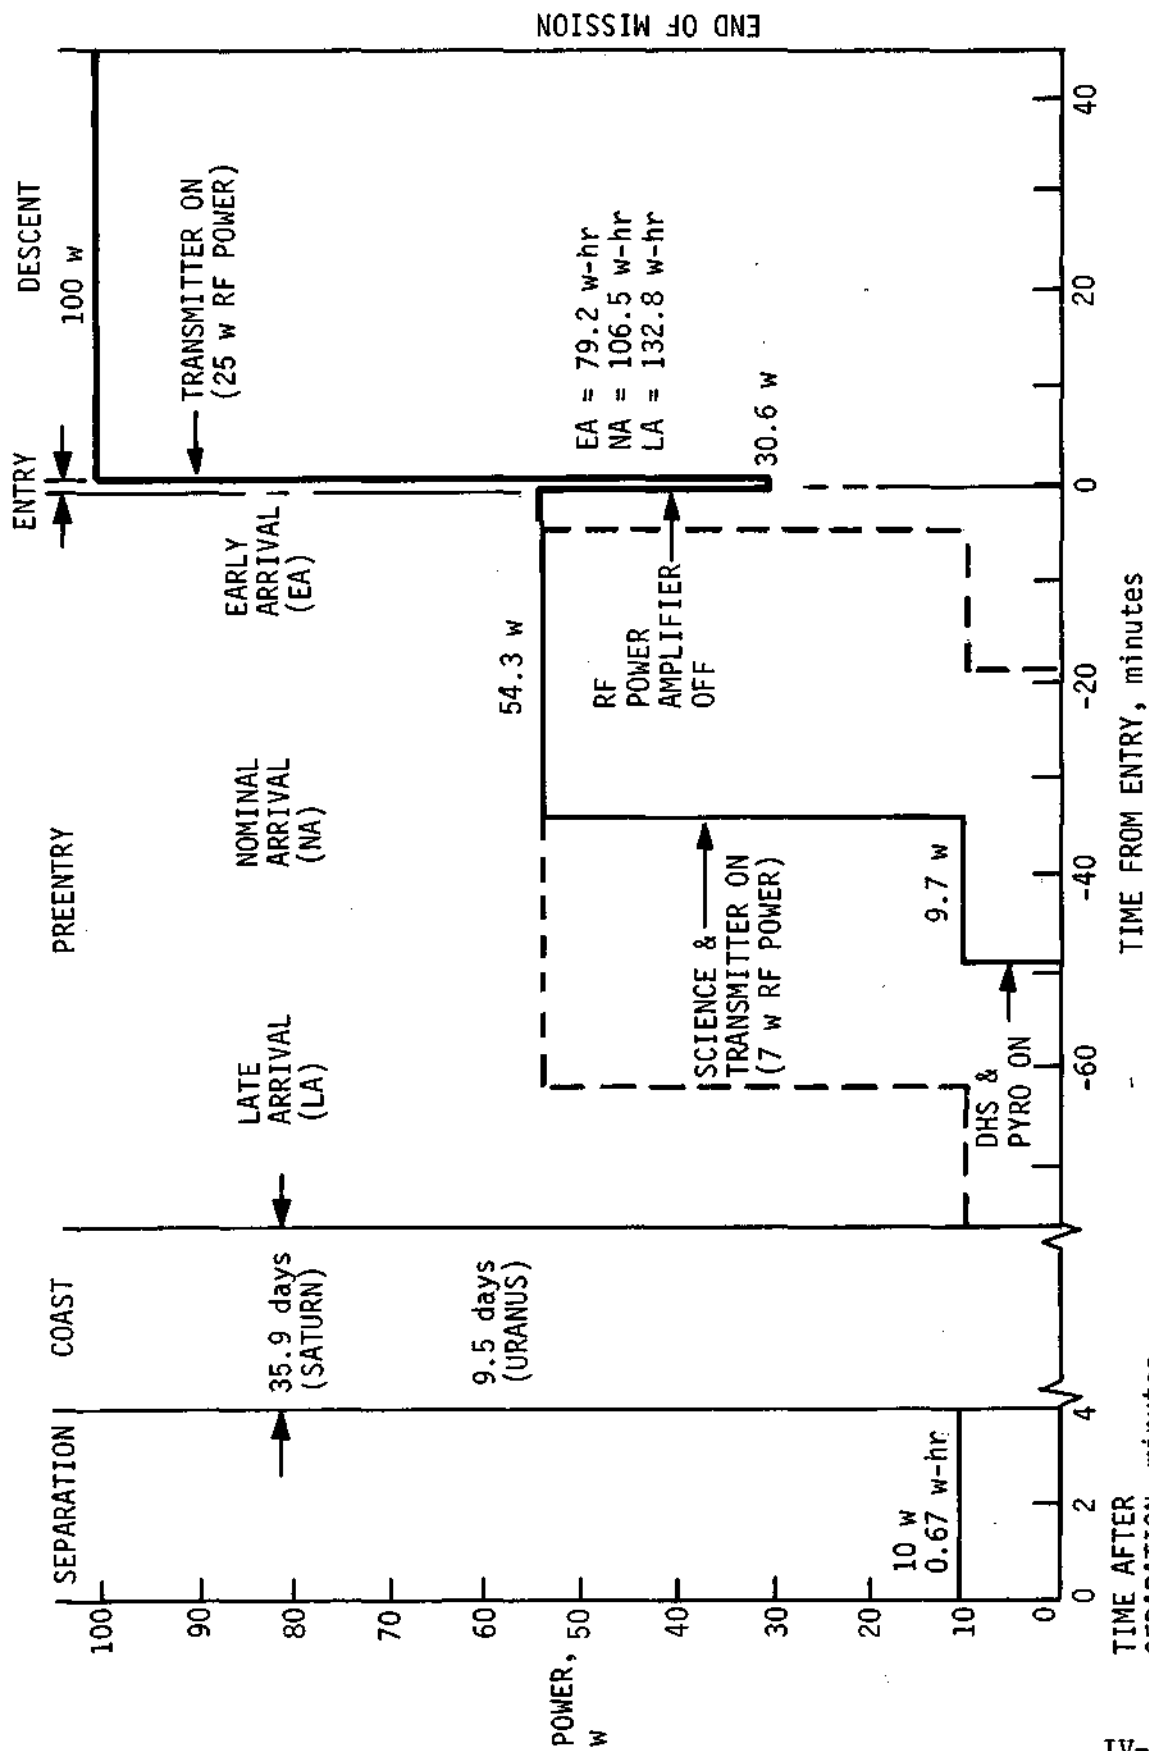 SEPARATION
COAST
PREENTRY
ENTRY
DESCENT
100 w
35.9 days
(SATURN)
9.5 days
(URANUS)
LATE
ARRIVAL
(LA)
NOMINAL
ARRIVAL
(NA)
EARLY
ARRIVAL
(EA)
TRANSMITTER ON
(25 w RF POWER)
END OF MISSION
54.3 w
RF
POWER
AMPLIFIER
OFF
EA = 79.2 w-hr
NA = 106.5 w-hr
LA = 132.8 w-hr
30.6 w
SCIENCE &
TRANSMITTER ON
(7 w RF POWER)
9.7 w
DHS &
PYRO ON
10 w
0.67 w-hr
POWER,
w
100
90
80
70
60
50
40
30
20
10
0
0 2 4
-60 -40 -20 0 20 40
TIME AFTER
SEPARATION, minutes
TIME FROM ENTRY, minutes
IV-